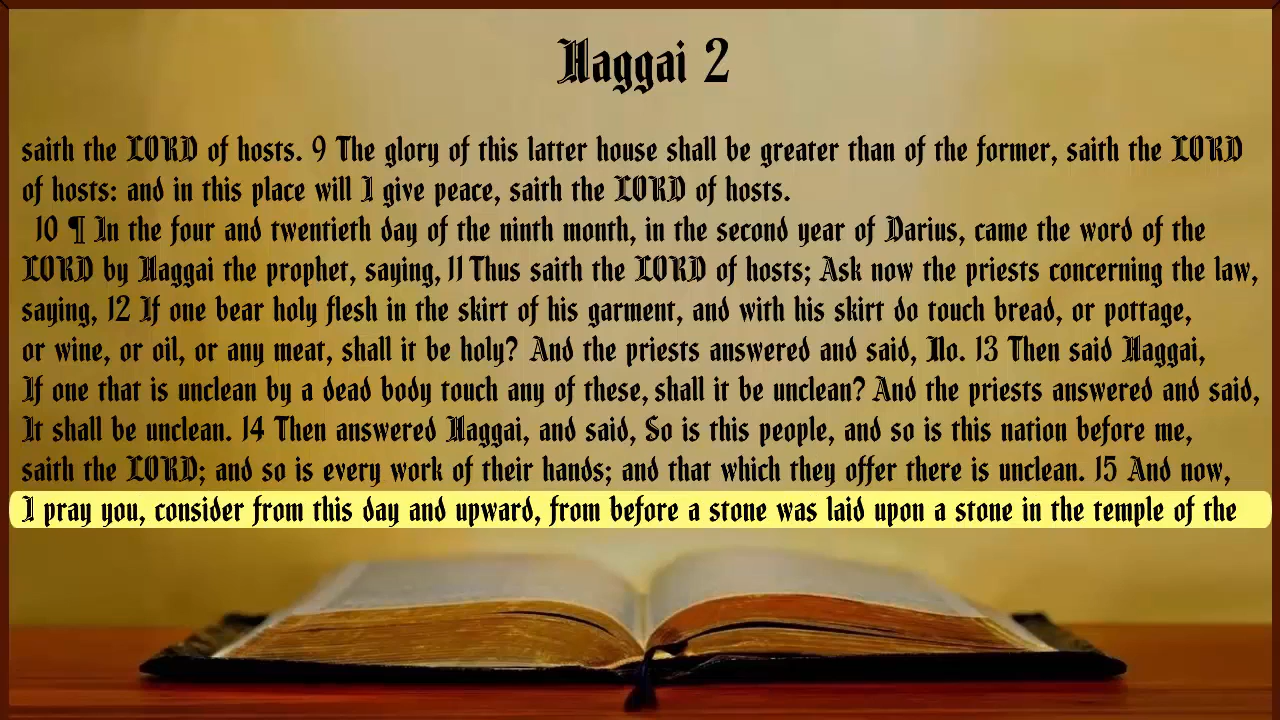 Haggai 2
saith the LORD of hosts. 9 The glory of this latter house shall be greater than of the former, saith the LORD
of hosts: and in this place will I give peace, saith the LORD of hosts.
10 ¶ In the four and twentieth day of the ninth month, in the second year of Darius, came the word of the
LORD by Haggai the prophet, saying, 11 Thus saith the LORD of hosts; Ask now the priests concerning the law,
saying, 12 If one bear holy flesh in the skirt of his garment, and with his skirt do touch bread, or pottage,
or wine, or oil, or any meat, shall it be holy? And the priests answered and said, No. 13 Then said Haggai,
If one that is unclean by a dead body touch any of these, shall it be unclean? And the priests answered and said,
It shall be unclean. 14 Then answered Haggai, and said, So is this people, and so is this nation before me,
saith the LORD; and so is every work of their hands; and that which they offer there is unclean. 15 And now,
I pray you, consider from this day and upward, from before a stone was laid upon a stone in the temple of the